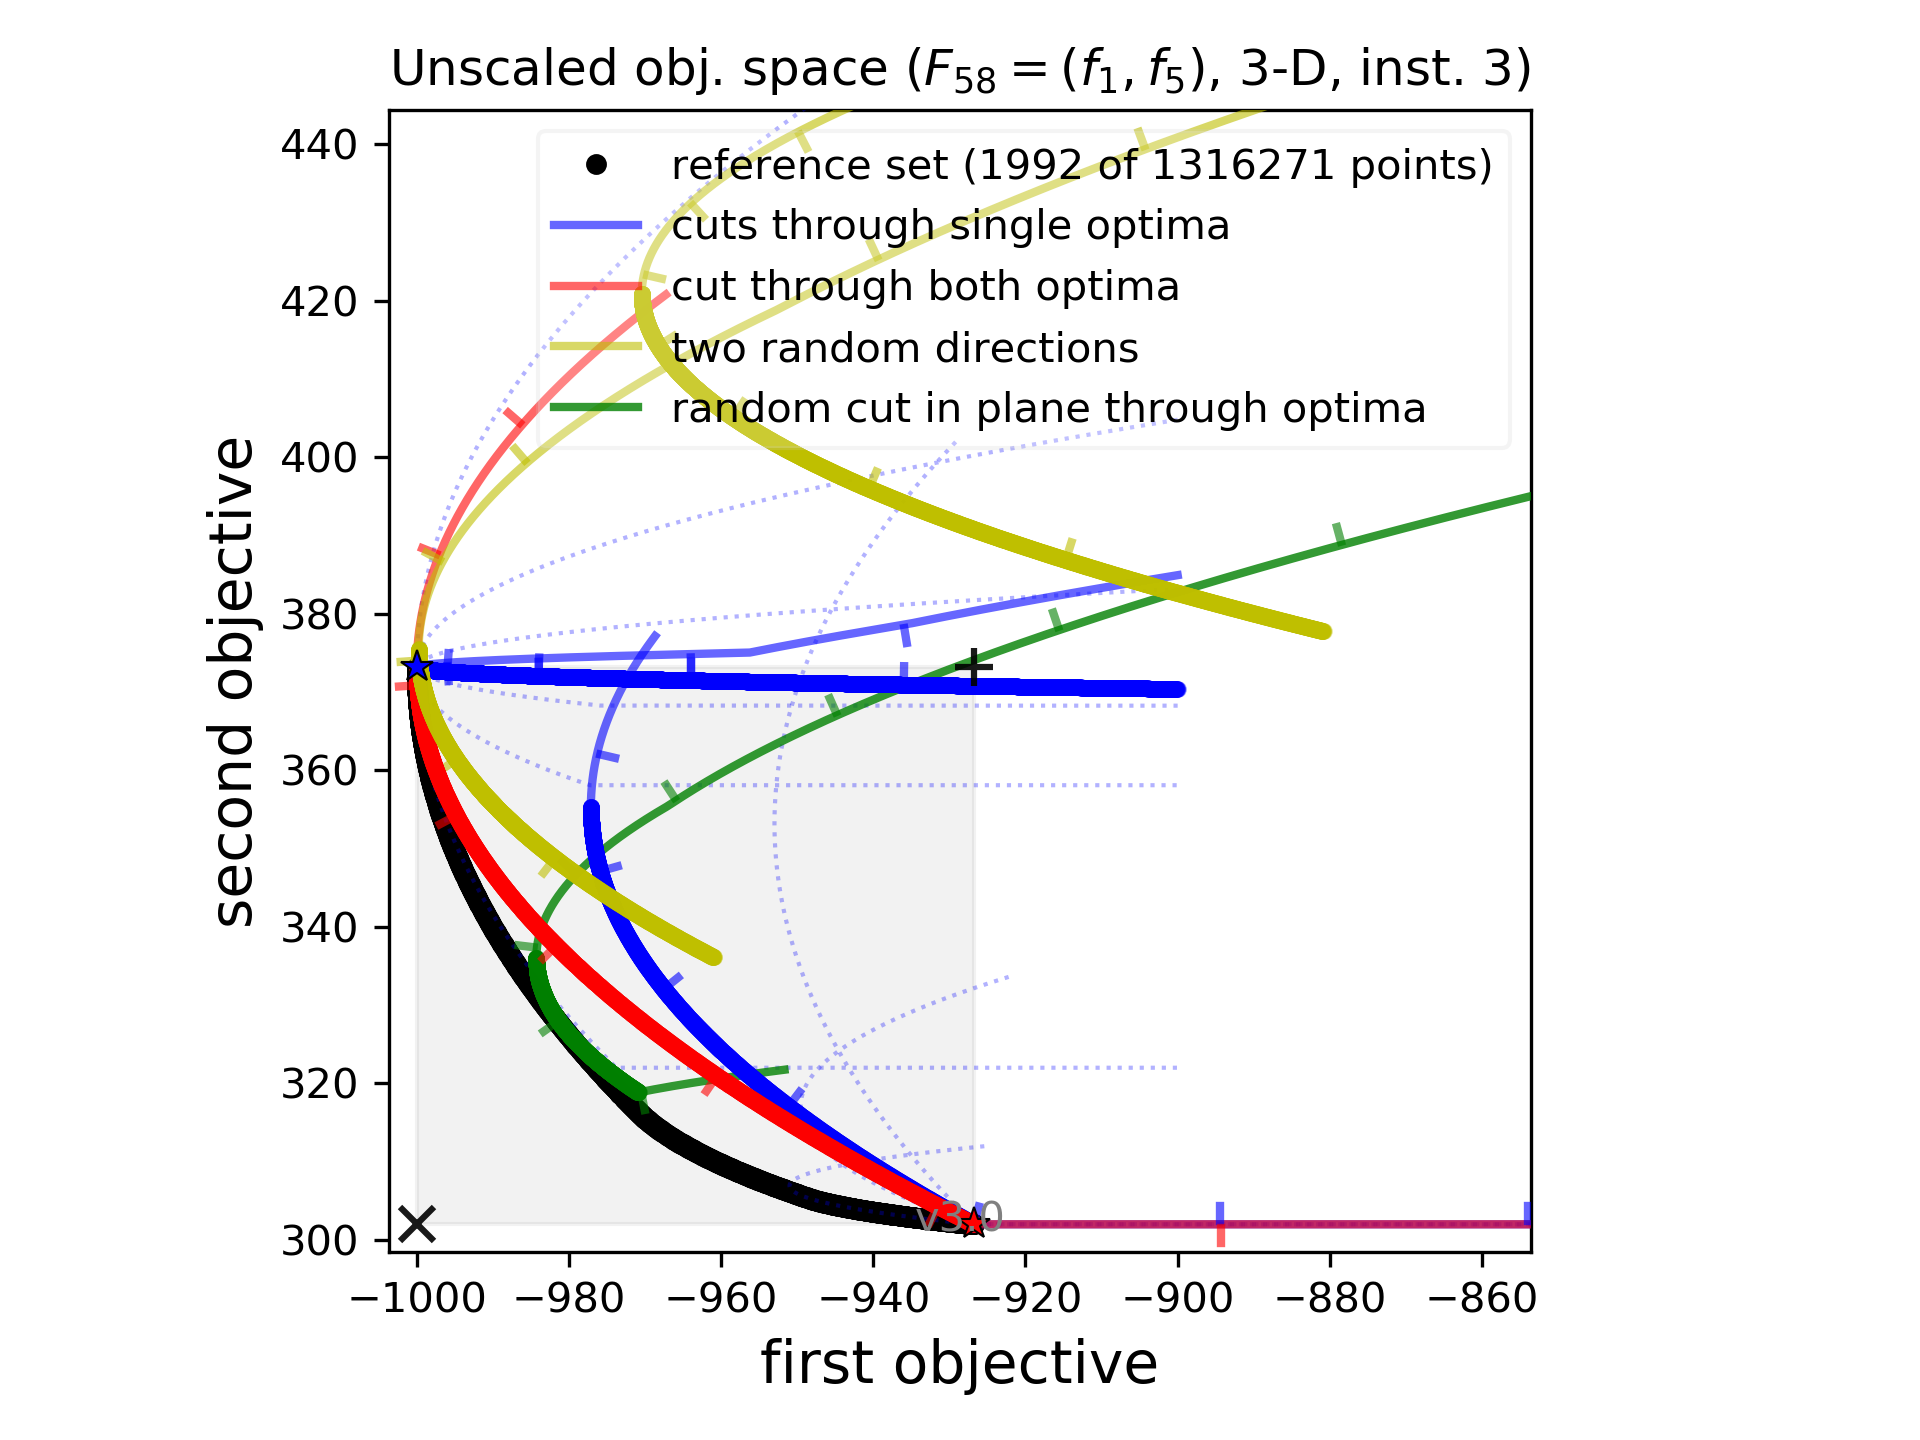 Unscaled obj. space (F₅₈ = (f₁, f₅), 3-D, inst. 3)
440
420
400
380
360
340
320
300
second objective
reference set (1992 of 1316271 points)
cuts through single optima
cut through both optima
two random directions
random cut in plane through optima
v3.0
−1000 −980 −960 −940 −920 −900 −880 −860
first objective